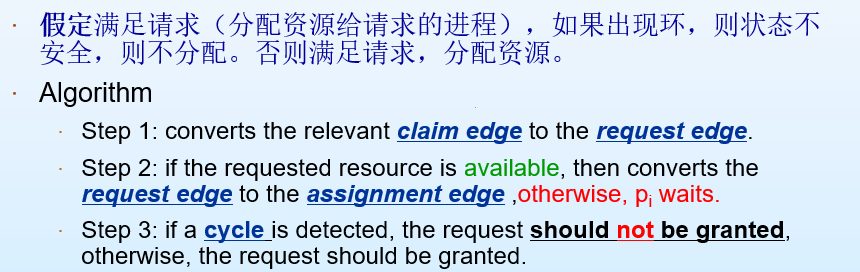 · 假定满足请求（分配资源给请求的进程），如果出现环，则状态不
安全，则不分配。否则满足请求，分配资源。
· Algorithm
· Step 1: converts the relevant claim edge to the request edge.
· Step 2: if the requested resource is available, then converts the
request edge to the assignment edge ,otherwise, pi waits.
· Step 3: if a cycle is detected, the request should not be granted,
otherwise, the request should be granted.